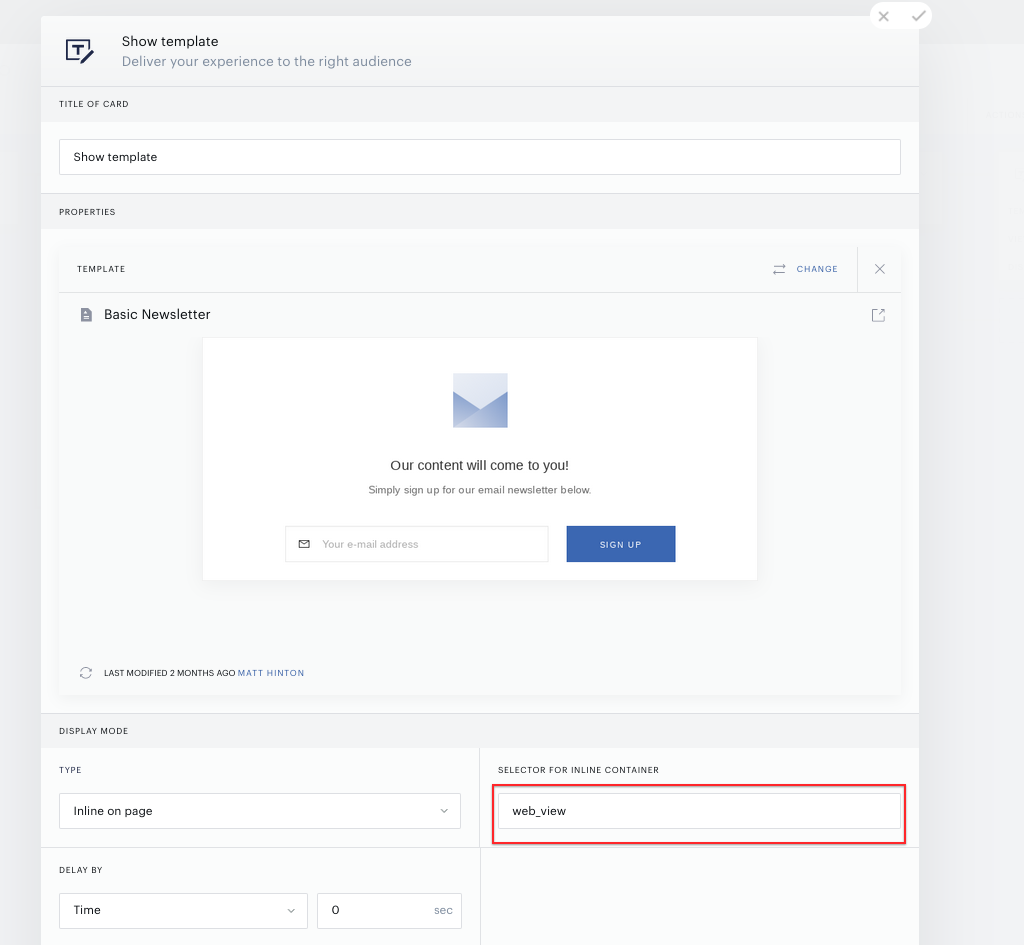 Show template
Deliver your experience to the right audience
TITLE OF CARD
Show template
PROPERTIES
TEMPLATE
CHANGE
Basic Newsletter
Our content will come to you!
Simply sign up for our email newsletter below.
Your e-mail address
SIGN UP
LAST MODIFIED 2 MONTHS AGO MATT HINTON
DISPLAY MODE
TYPE
SELECTOR FOR INLINE CONTAINER
Inline on page
web_view
DELAY BY
Time
0 sec